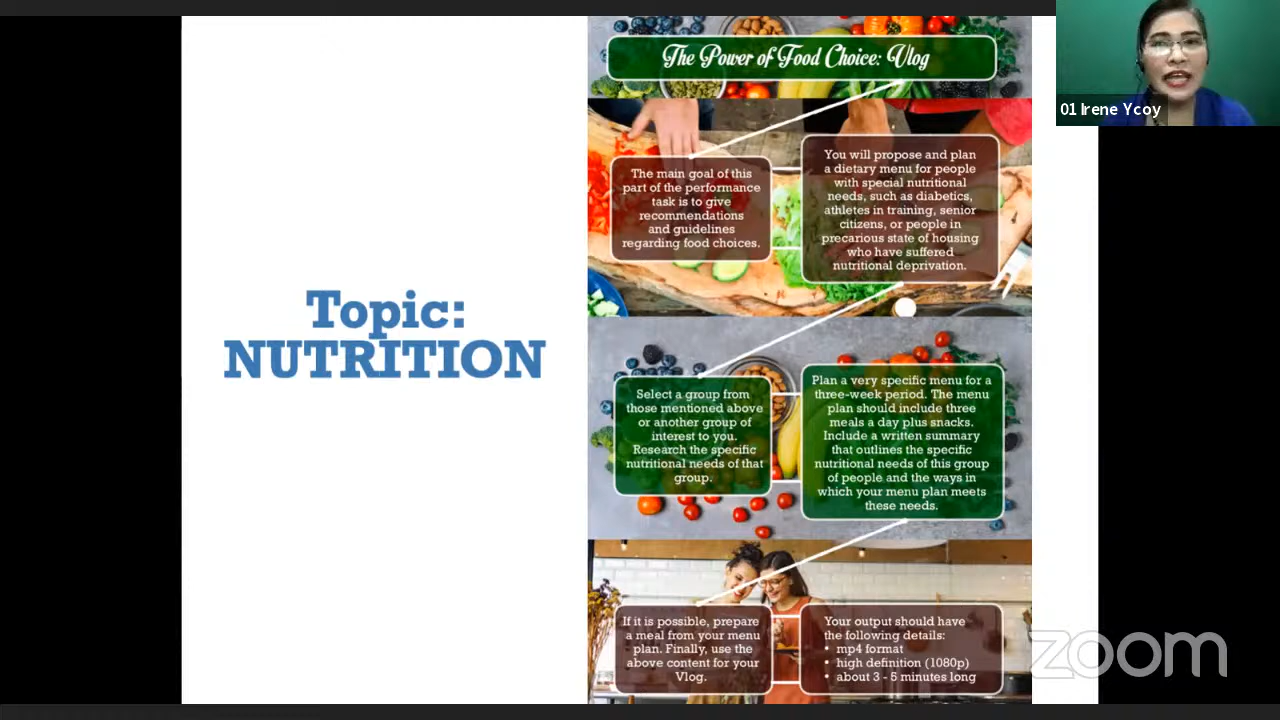 The Power of Food Choice: Vlog
01 Irene Ycoy
The main goal of this
part of the performance
task is to give
recommendations
and guidelines
regarding food choices.
You will propose and plan
a dietary menu for people
with special nutritional
needs, such as diabetics,
athletes in training, senior
citizens, or people in
precarious state of housing
who have suffered
nutritional deprivation.
Topic:
NUTRITION
Select a group from
those mentioned above
or another group of
interest to you.
Research the specific
nutritional needs of that
group.
Plan a very specific menu for a
three-week period. The menu
plan should include three
meals a day plus snacks.
Include a written summary
that outlines the specific
nutritional needs of this group
of people and the ways in
which your menu plan meets
these needs.
If it is possible, prepare
a meal from your menu
plan. Finally, use the
above content for your
Vlog.
Your output should have
the following details:
• mp4 format
• high definition (1080p)
• about 3 - 5 minutes long
zoom